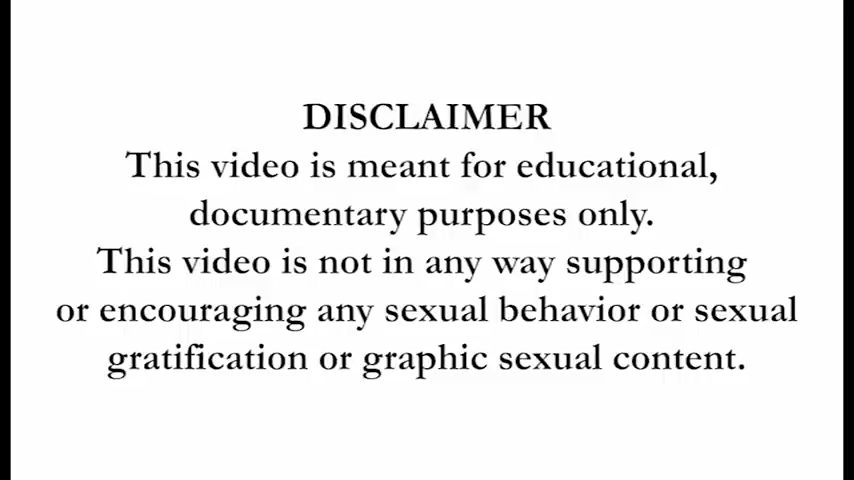 DISCLAIMER
This video is meant for educational,
documentary purposes only.
This video is not in any way supporting
or encouraging any sexual behavior or sexual
gratification or graphic sexual content.